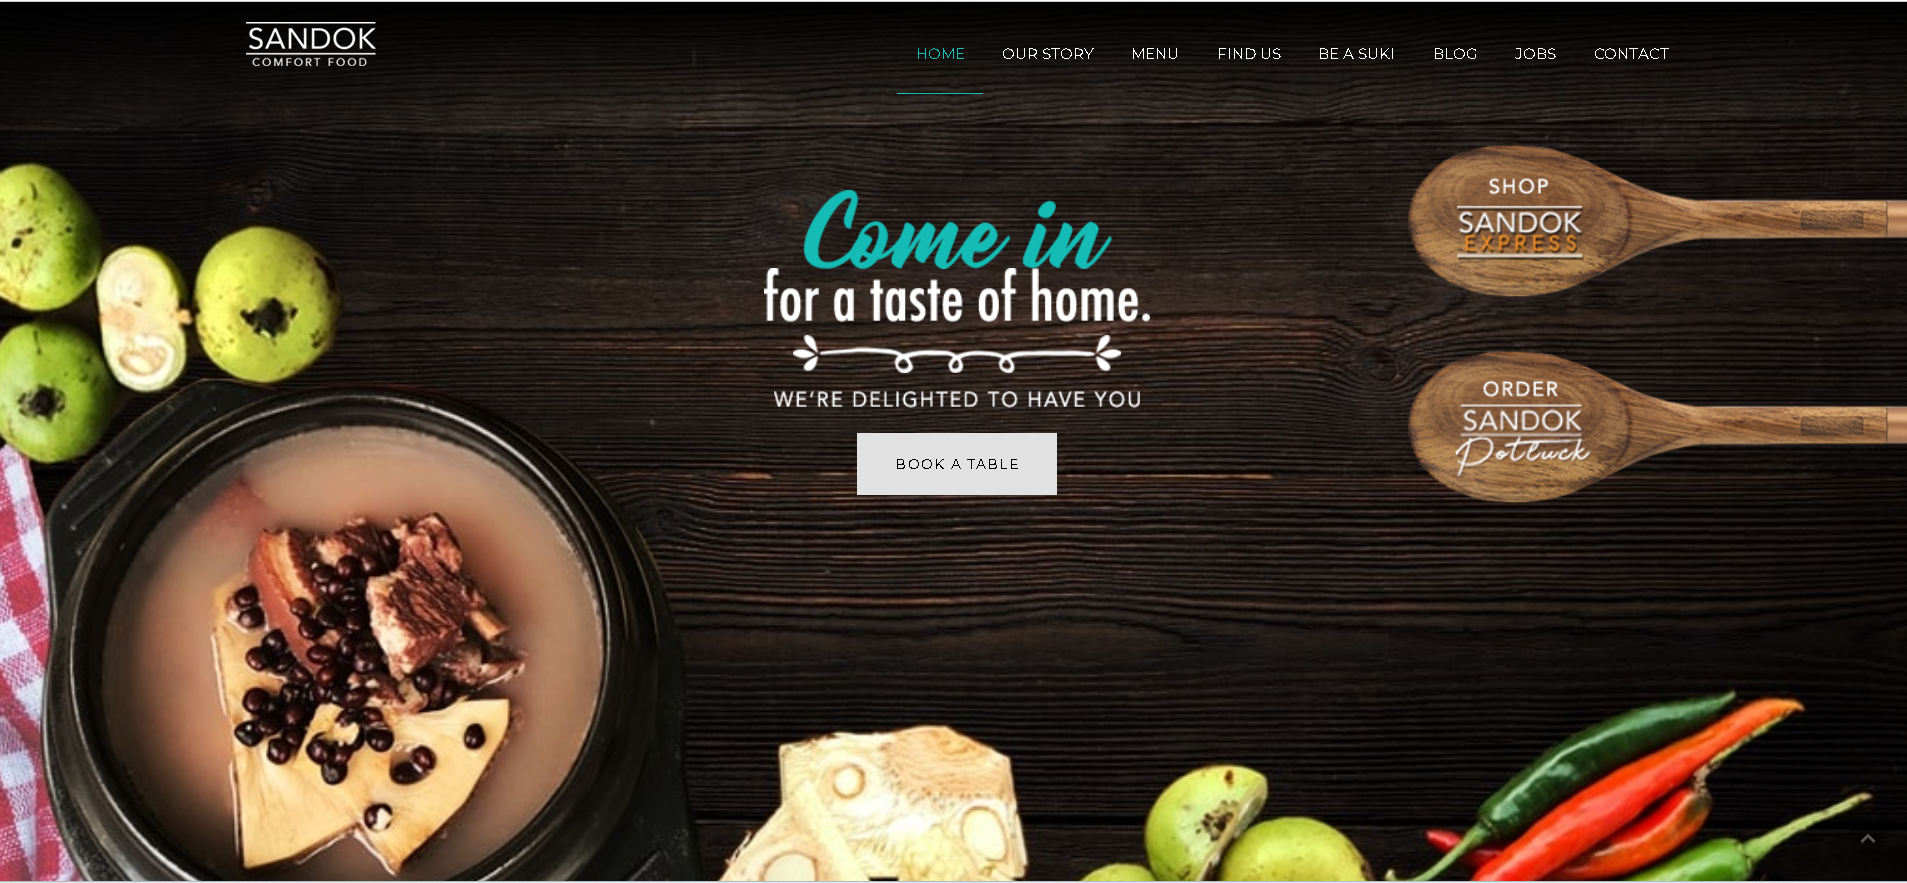 SANDOK
COMFORT FOOD
HOME
OUR STORY
MENU
FIND US
BE A SUKI
BLOG
JOBS
CONTACT
Come in
for a taste of home.
WE'RE DELIGHTED TO HAVE YOU
BOOK A TABLE
SHOP
SANDOK
EXPRESS
ORDER
SANDOK
Potluck